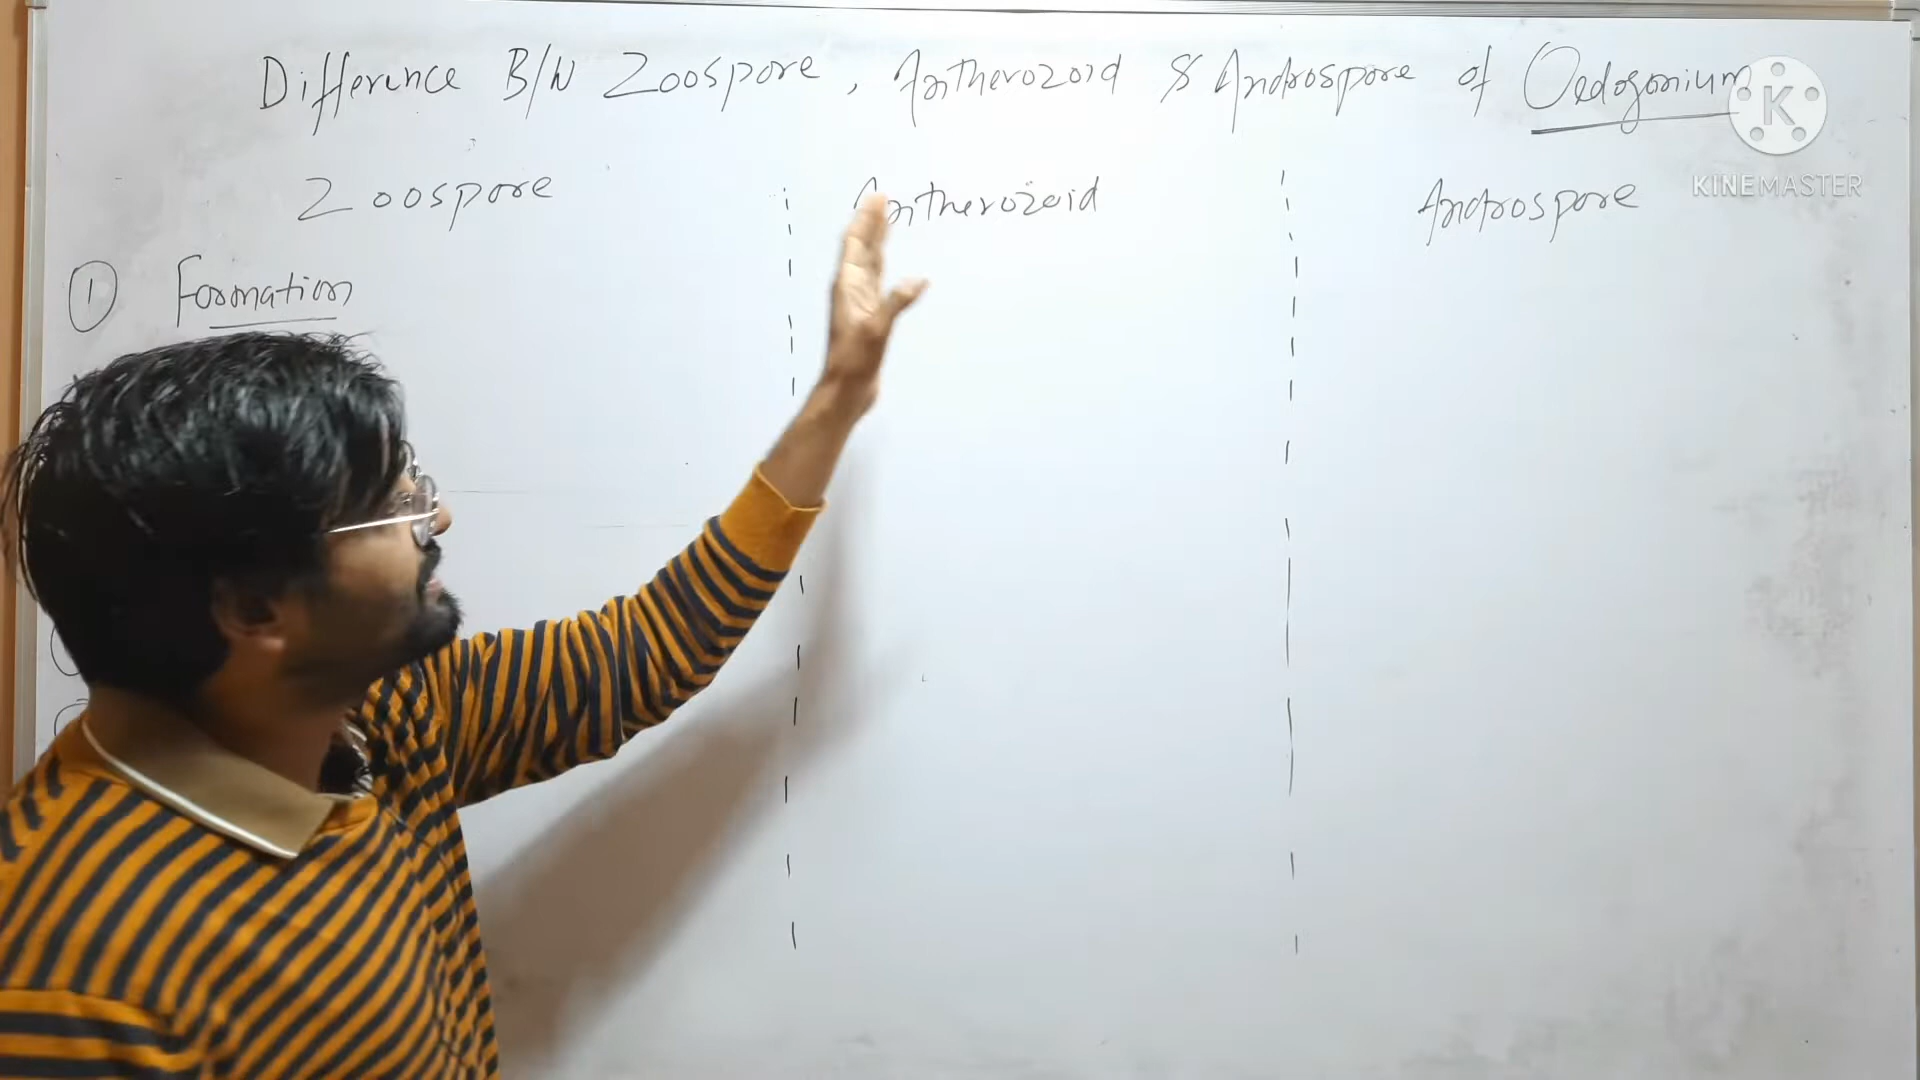 Difference B/N Zoospore, Antherozoid & Androspore of Oedogonium
K
KINEMASTER
Zoospore Antherozoid Androspore
① Formation